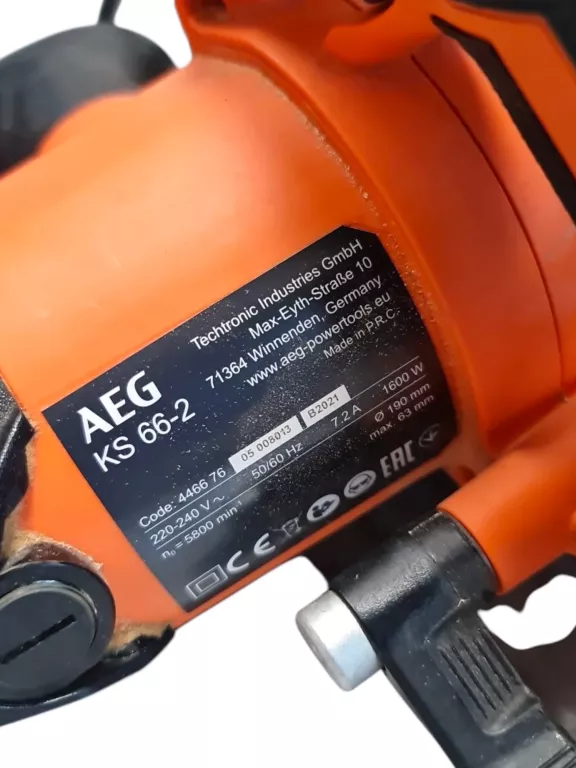 AEG
KS 66-2
Techtronic Industries GmbH
Max-Eyth-Straße 10
71364 Winnenden, Germany
www.aeg-powertools.eu
Made in P.R.C.
Code: 4466 76 05 008013 B2021
220-240 V ~ 50/60 Hz 7.2 A 1600 W
n₀ = 5800 min⁻¹ Ø 190 mm
max. 63 mm
CE EAC